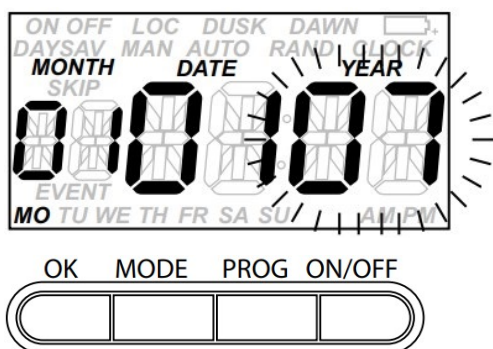 ON OFF LOC DUSK DAWN
DAYSAV MAN AUTO RAND CLOCK
MONTH DATE YEAR
SKIP
01 01:07
EVENT
MO TU WE TH FR SA SU AM PM
OK MODE PROG ON/OFF